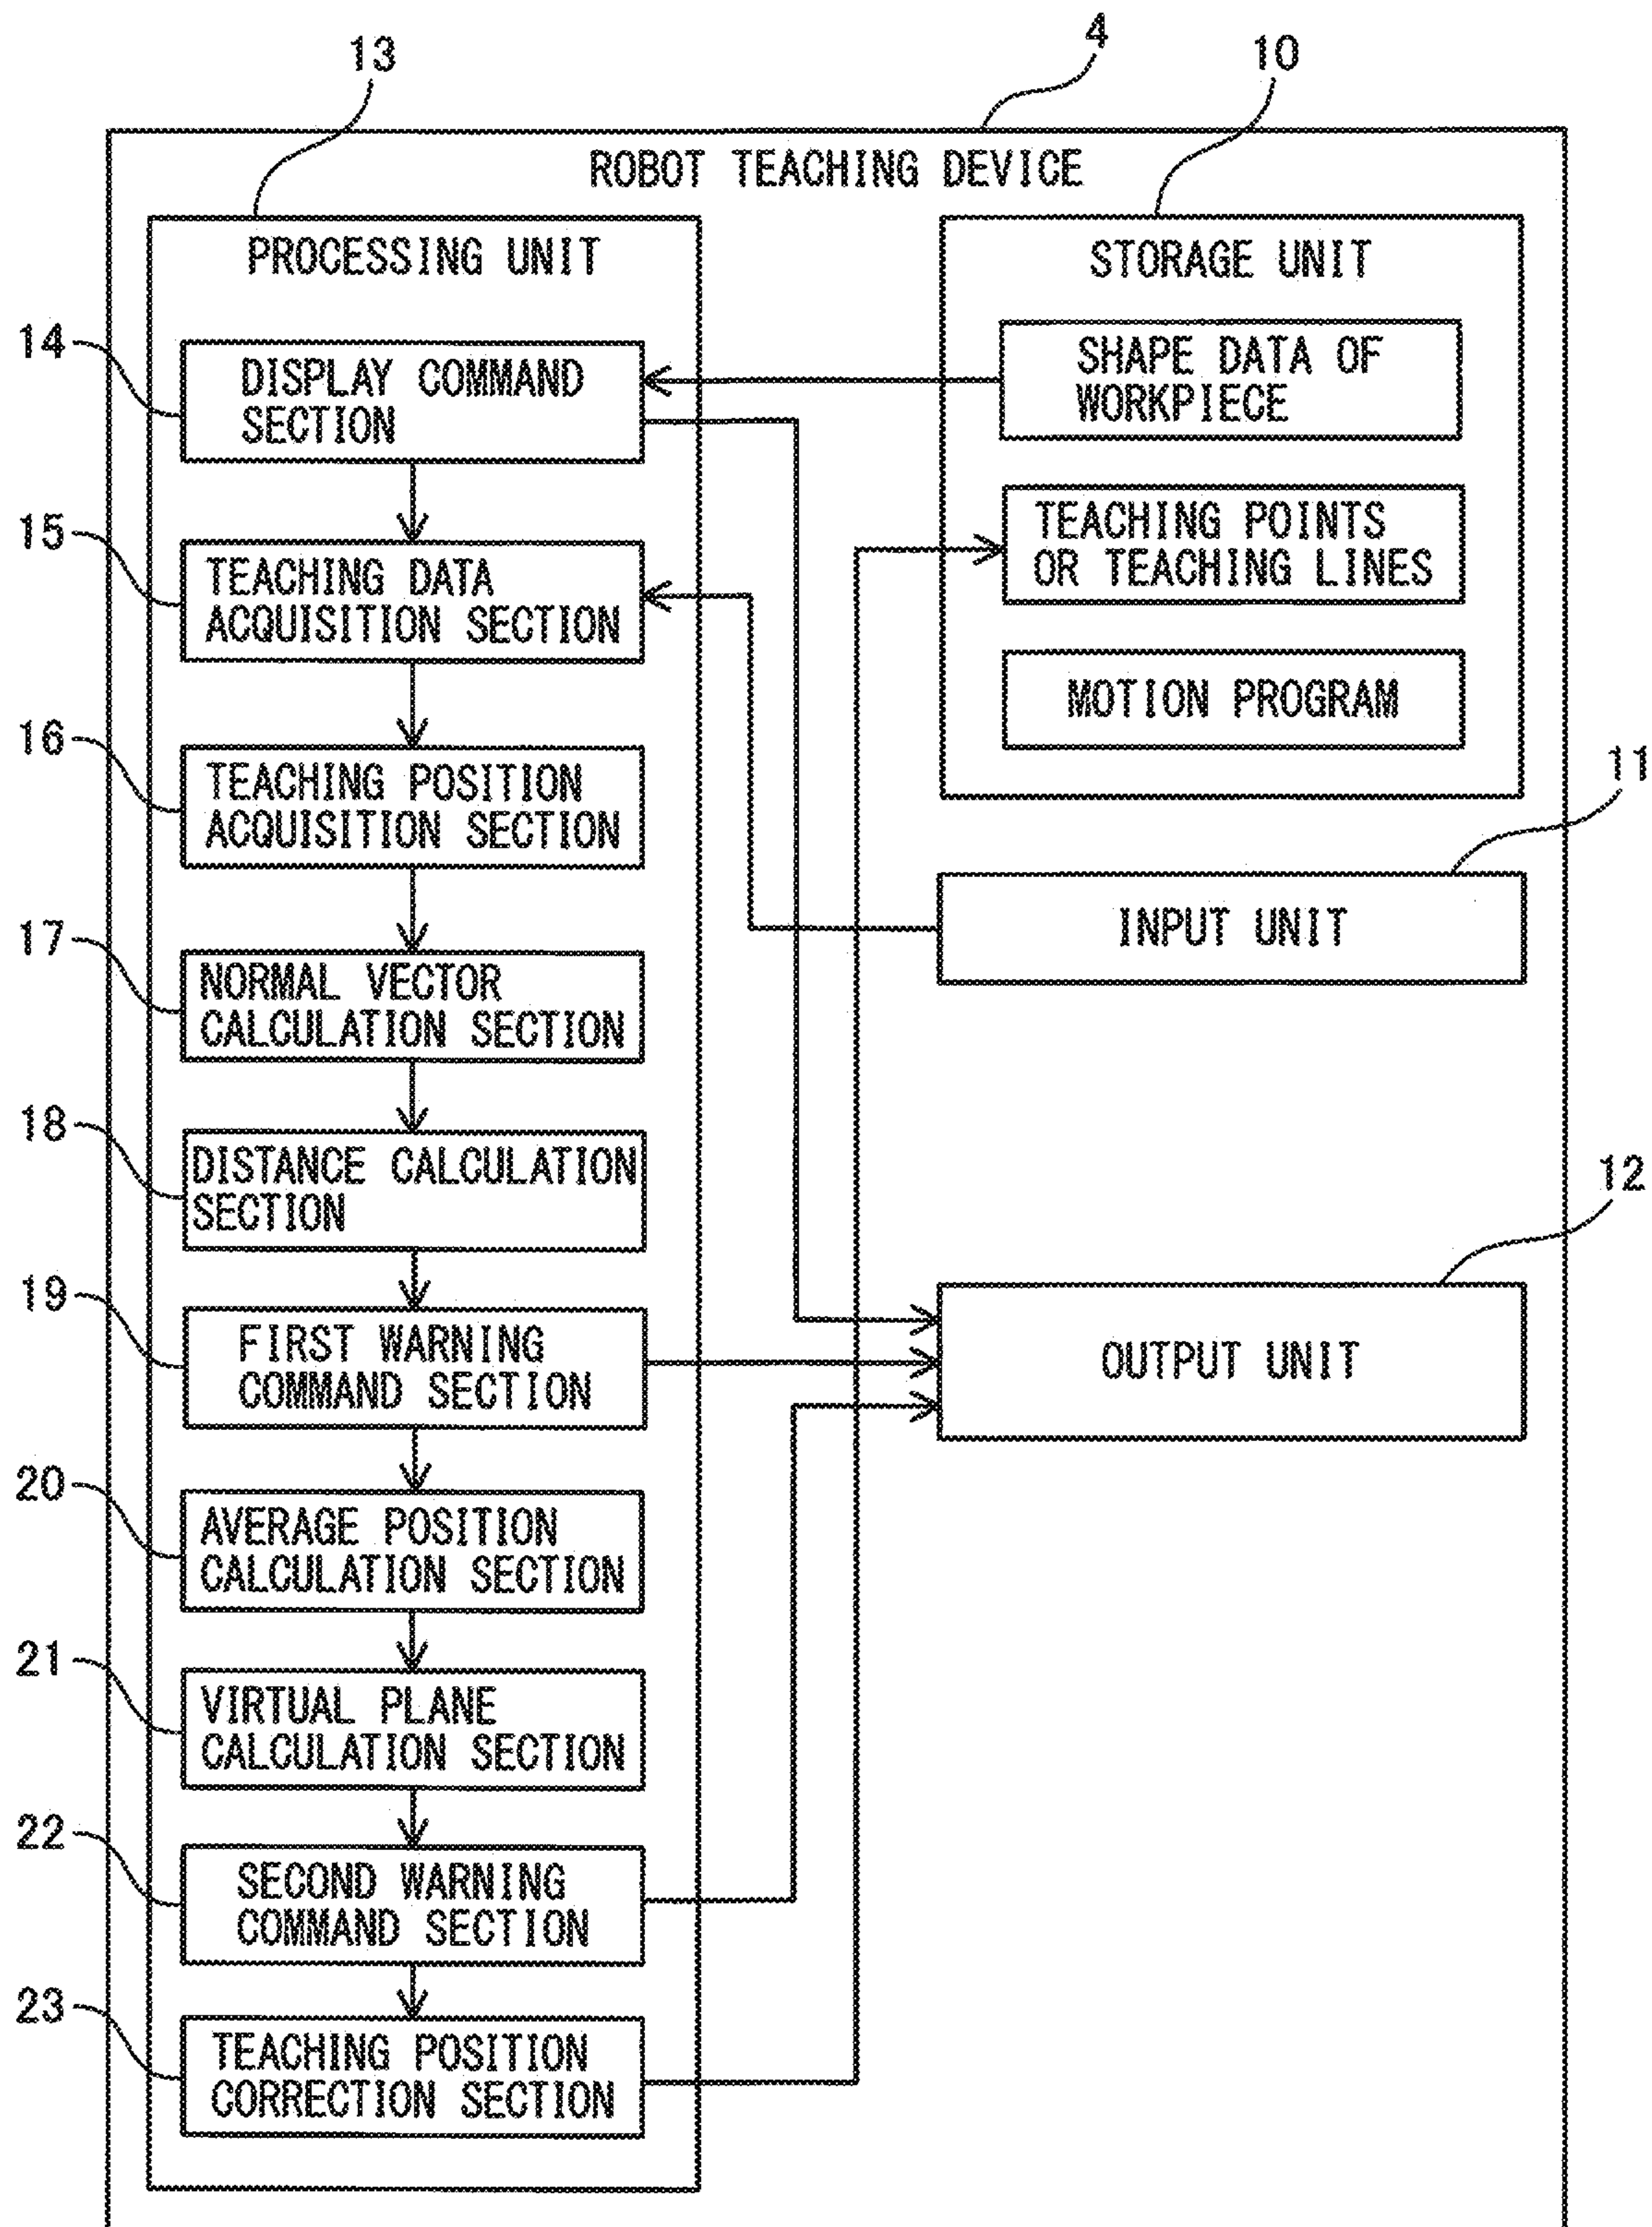 4
13
10
ROBOT TEACHING DEVICE
PROCESSING UNIT
14
DISPLAY COMMAND
SECTION
15
TEACHING DATA
ACQUISITION SECTION
16
TEACHING POSITION
ACQUISITION SECTION
17
NORMAL VECTOR
CALCULATION SECTION
18
DISTANCE CALCULATION
SECTION
19
FIRST WARNING
COMMAND SECTION
20
AVERAGE POSITION
CALCULATION SECTION
21
VIRTUAL PLANE
CALCULATION SECTION
22
SECOND WARNING
COMMAND SECTION
23
TEACHING POSITION
CORRECTION SECTION
STORAGE UNIT
SHAPE DATA OF
WORKPIECE
TEACHING POINTS
OR TEACHING LINES
MOTION PROGRAM
11
INPUT UNIT
12
OUTPUT UNIT